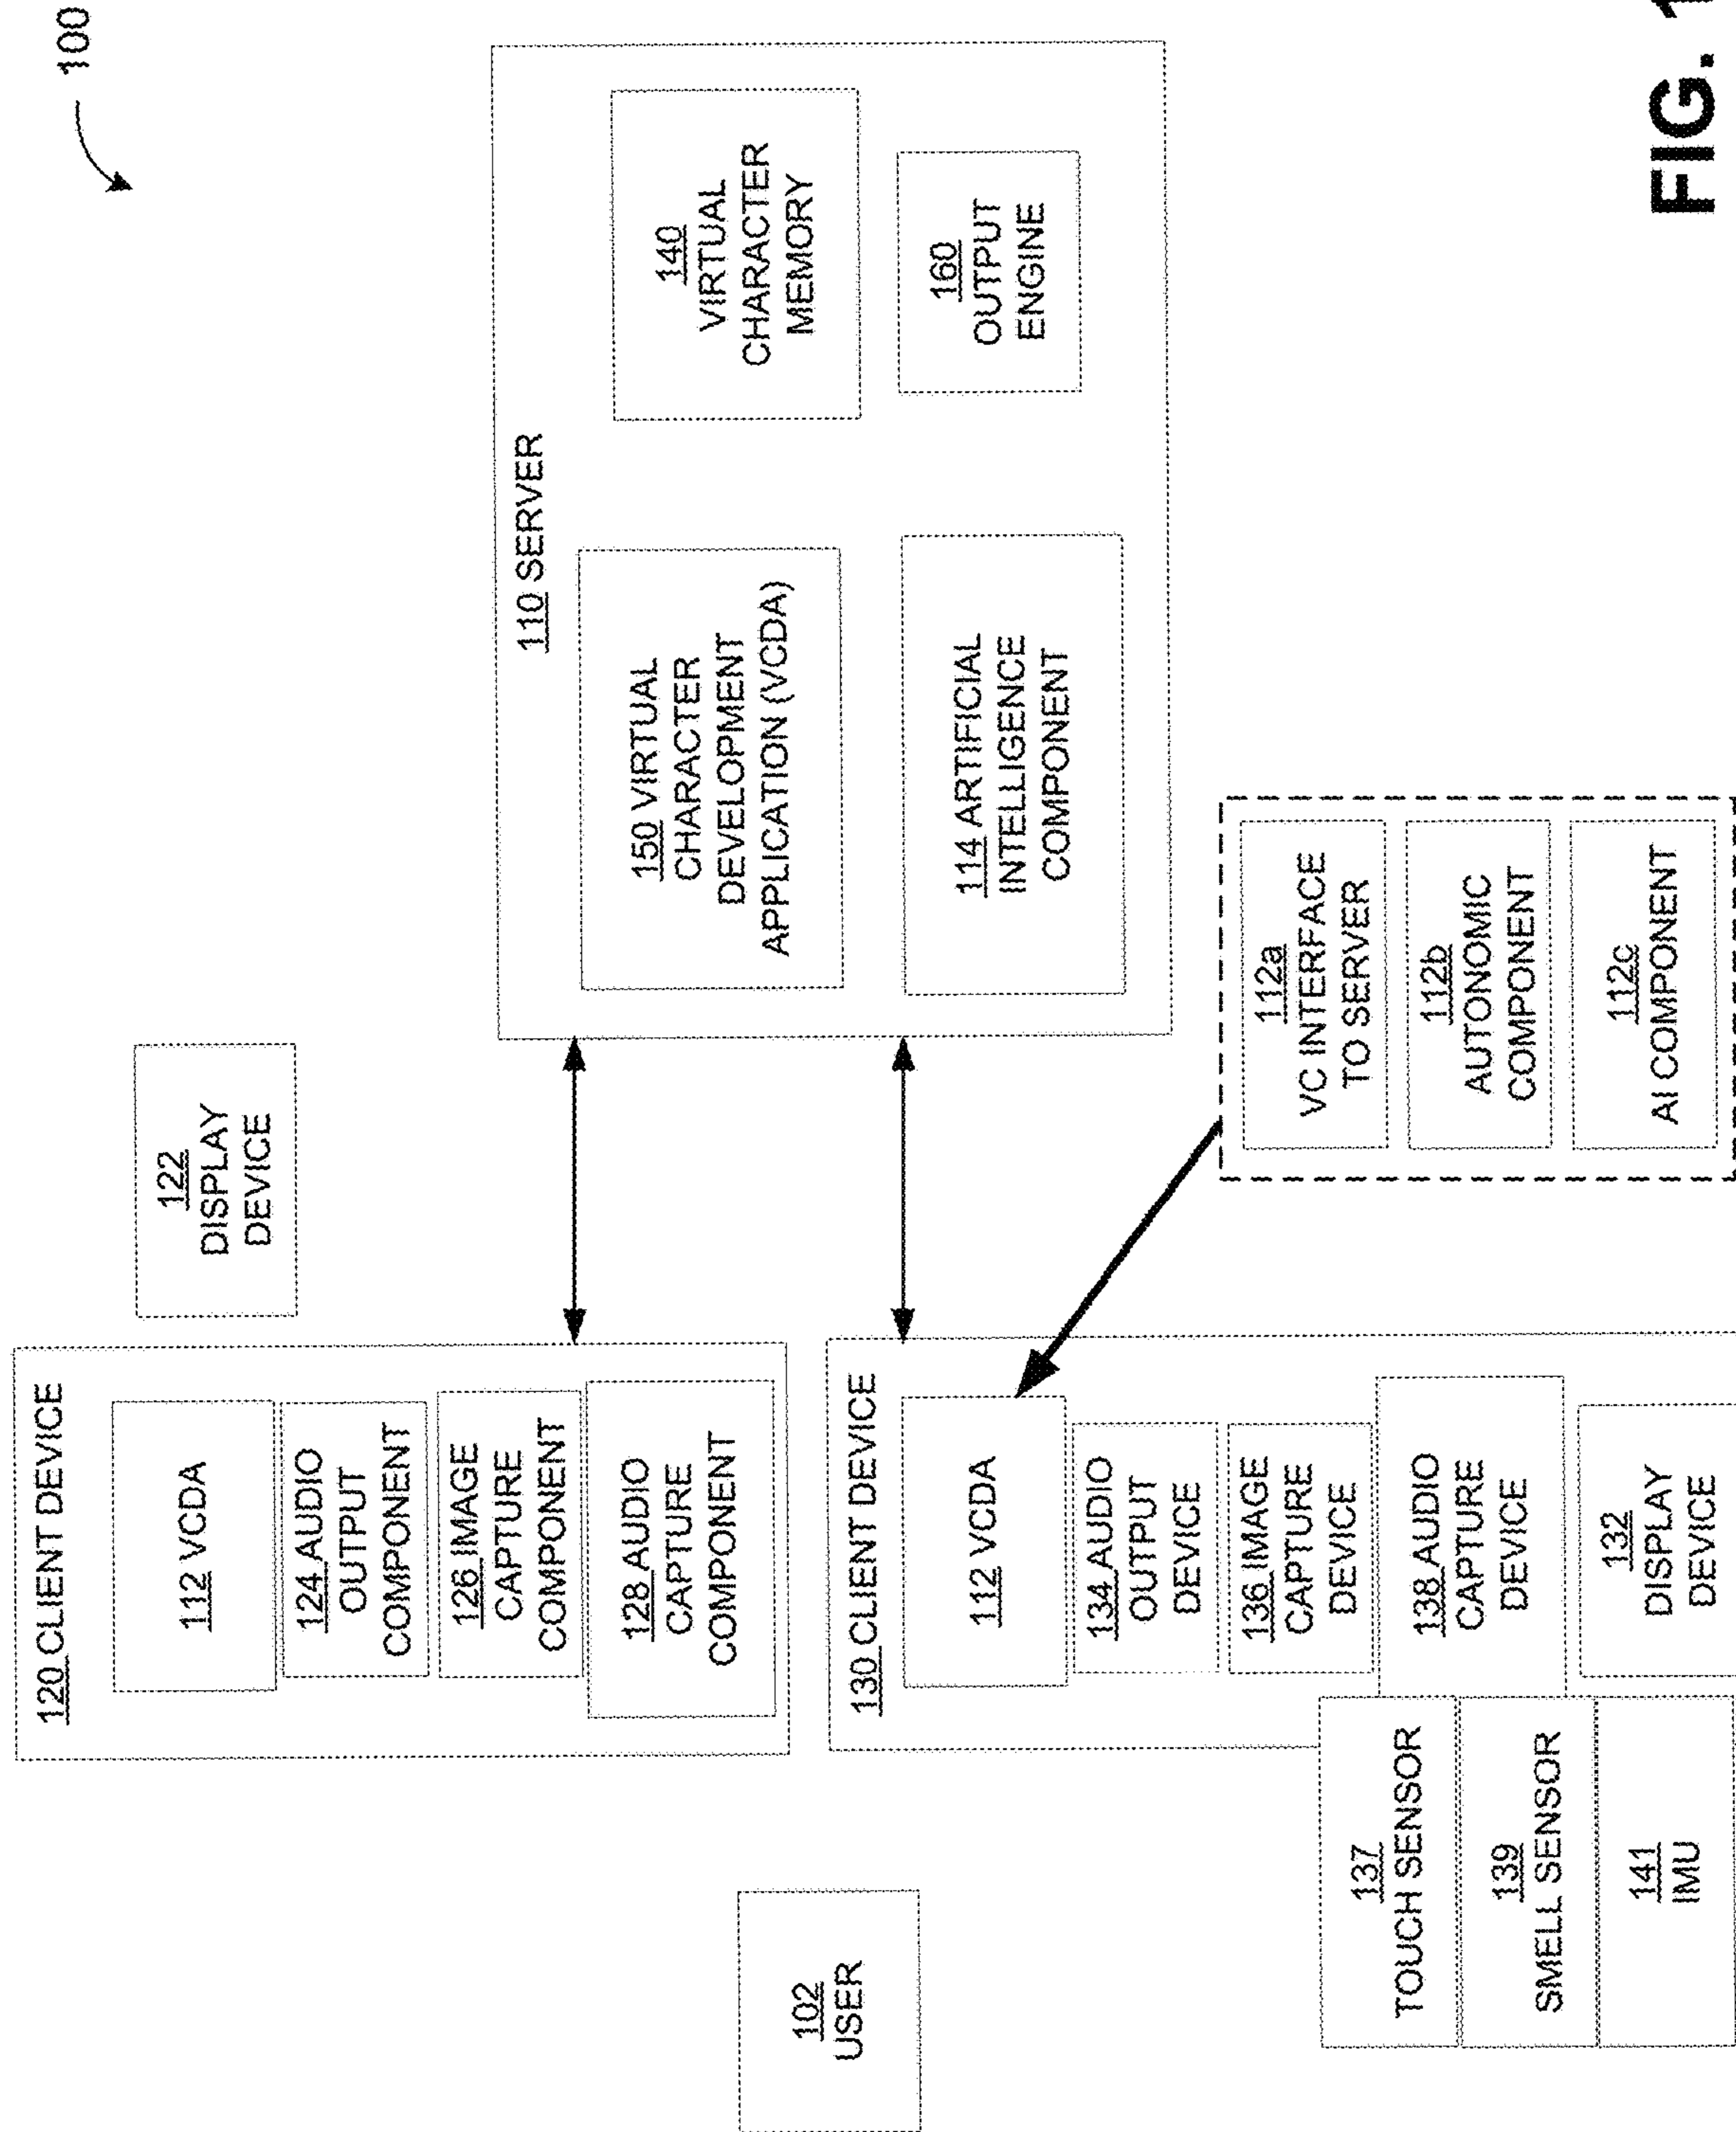 100
120 CLIENT DEVICE
112 VCDA
124 AUDIO
OUTPUT
COMPONENT
126 IMAGE
CAPTURE
COMPONENT
128 AUDIO
CAPTURE
COMPONENT
122
DISPLAY
DEVICE
110 SERVER
150 VIRTUAL
CHARACTER
DEVELOPMENT
APPLICATION (VCDA)
140
VIRTUAL
CHARACTER
MEMORY
114 ARTIFICIAL
INTELLIGENCE
COMPONENT
160
OUTPUT
ENGINE
102
USER
130 CLIENT DEVICE
112 VCDA
134 AUDIO
OUTPUT
DEVICE
136 IMAGE
CAPTURE
DEVICE
138 AUDIO
CAPTURE
DEVICE
132
DISPLAY
DEVICE
137
TOUCH SENSOR
139
SMELL SENSOR
141
IMU
112a
VC INTERFACE
TO SERVER
112b
AUTONOMIC
COMPONENT
112c
AI COMPONENT
FIG. 1